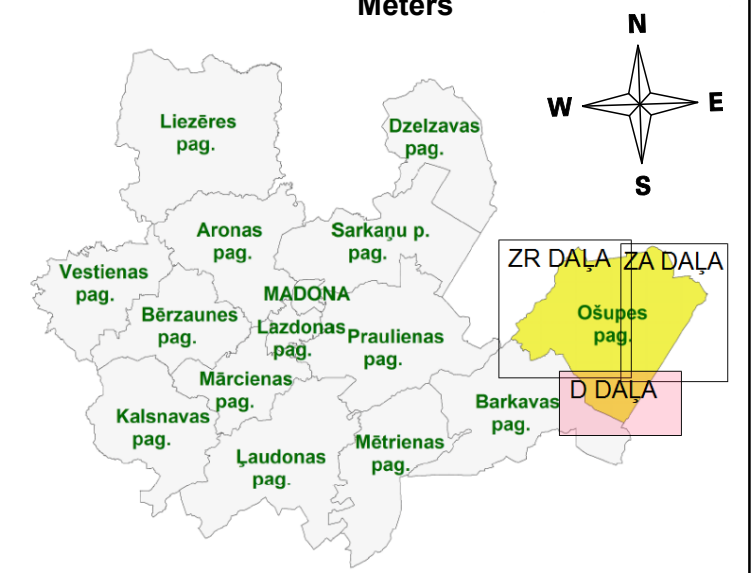 Meters
N
W
E
S
Liezēres
pag.
Dzelzavas
pag.
Aronas
pag.
Sarkaņu p.
pag.
ZR DAĻA
ZA DAĻA
Vestienas
pag.
MADONA
Bērzaunes
pag.
Lazdonas
pag.
Praulienas
pag.
Ošupes
pag.
Mārcienas
pag.
D DAĻA
Kalsnavas
pag.
Barkavas
pag.
Mētrienas
pag.
Ļaudonas
pag.